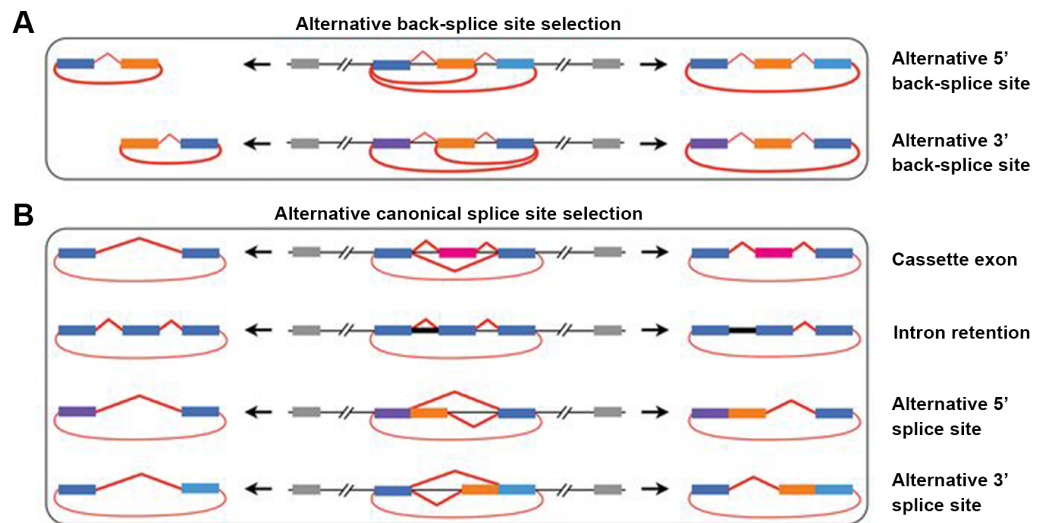 A
Alternative back-splice site selection
Alternative 5’
back-splice site
Alternative 3’
back-splice site
B
Alternative canonical splice site selection
Cassette exon
Intron retention
Alternative 5’
splice site
Alternative 3’
splice site